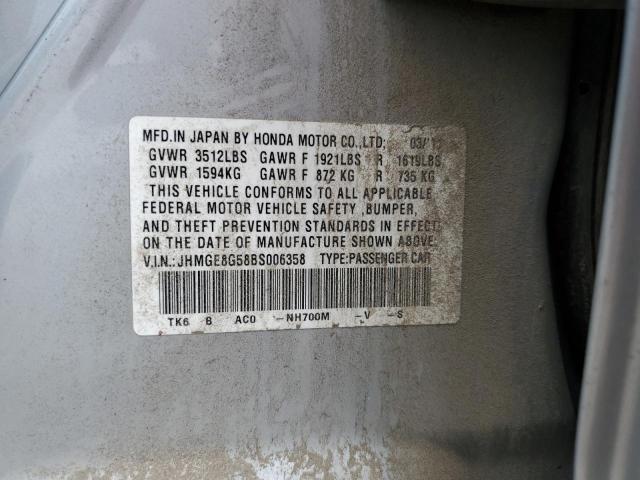 MFD.IN JAPAN BY HONDA MOTOR CO.,LTD; 03/1
GVWR 3512LBS GAWR F 1921LBS R 1619LBS
GVWR 1594KG GAWR F 872 KG R 735 KG
THIS VEHICLE CONFORMS TO ALL APPLICABLE
FEDERAL MOTOR VEHICLE SAFETY ,BUMPER,
AND THEFT PREVENTION STANDARDS IN EFFECT
ON THE DATE OF MANUFACTURE SHOWN ABOVE.
V.I.N.: JHMGE8G58BS006358 TYPE:PASSENGER CAR
TK6 B AC0 -NH700M -V -S